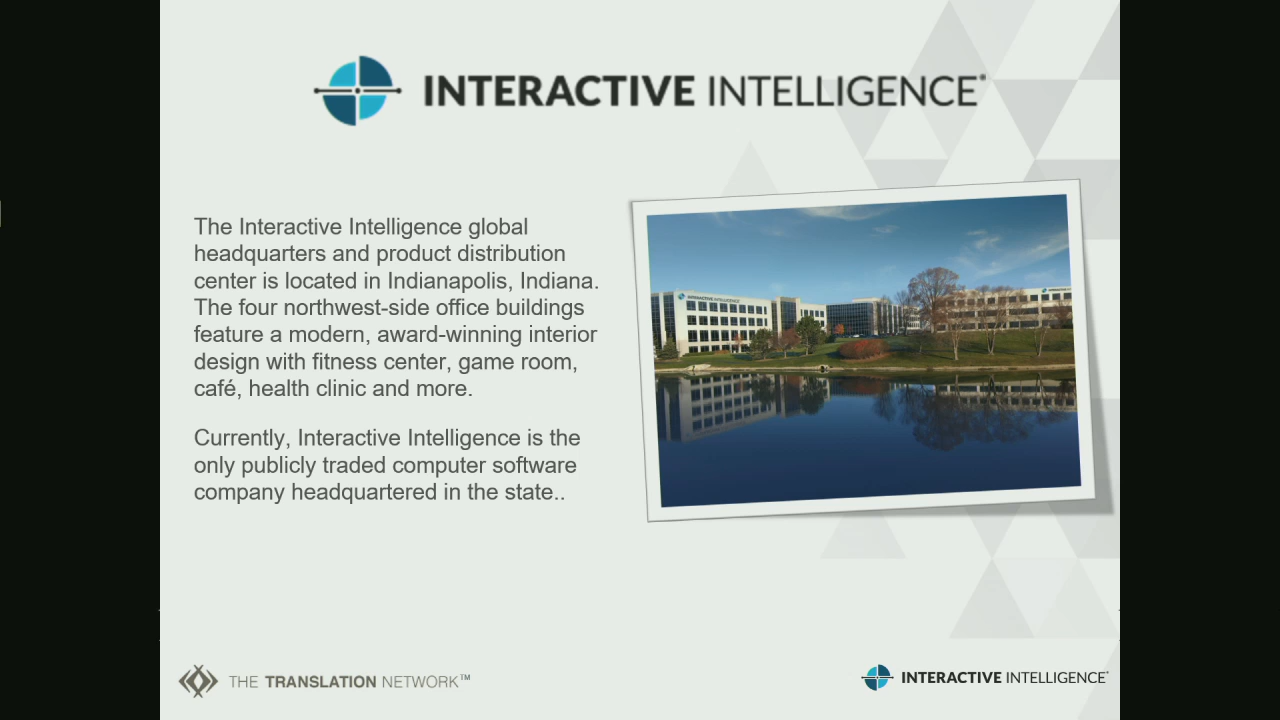 INTERACTIVE INTELLIGENCE®
The Interactive Intelligence global
headquarters and product distribution
center is located in Indianapolis, Indiana.
The four northwest-side office buildings
feature a modern, award-winning interior
design with fitness center, game room,
café, health clinic and more.
Currently, Interactive Intelligence is the
only publicly traded computer software
company headquartered in the state..
INTERACTIVE INTELLIGENCE
THE TRANSLATION NETWORK™
INTERACTIVE INTELLIGENCE®